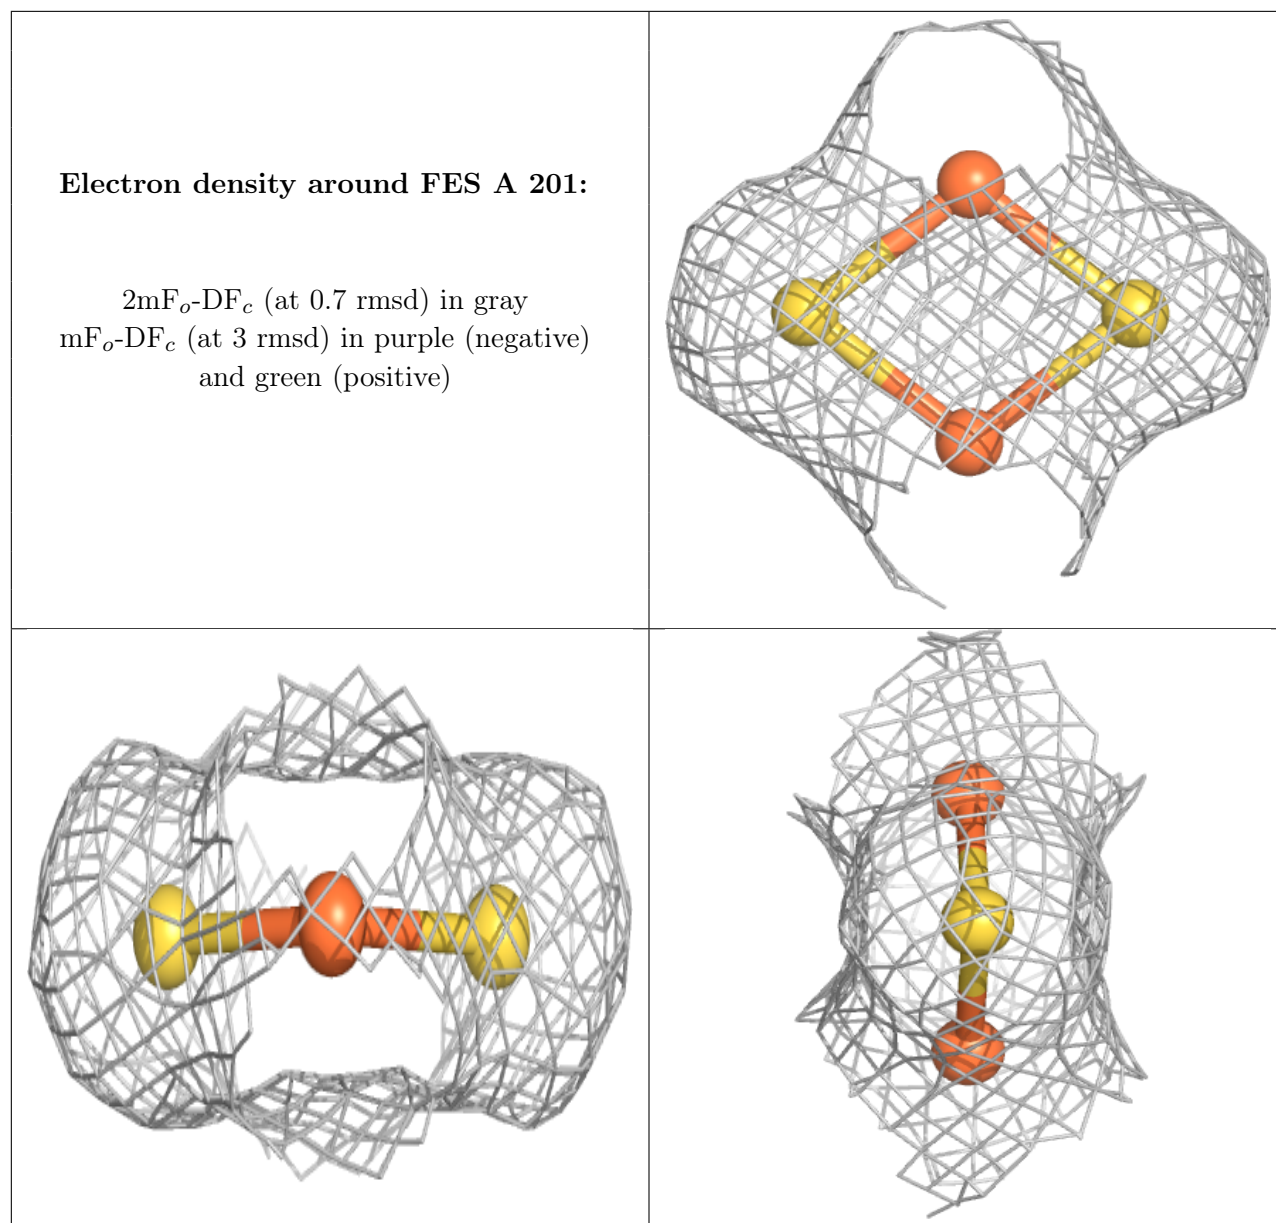 Electron density around FES A 201:
2mFo-DFc (at 0.7 rmsd) in gray
mFo-DFc (at 3 rmsd) in purple (negative)
and green (positive)